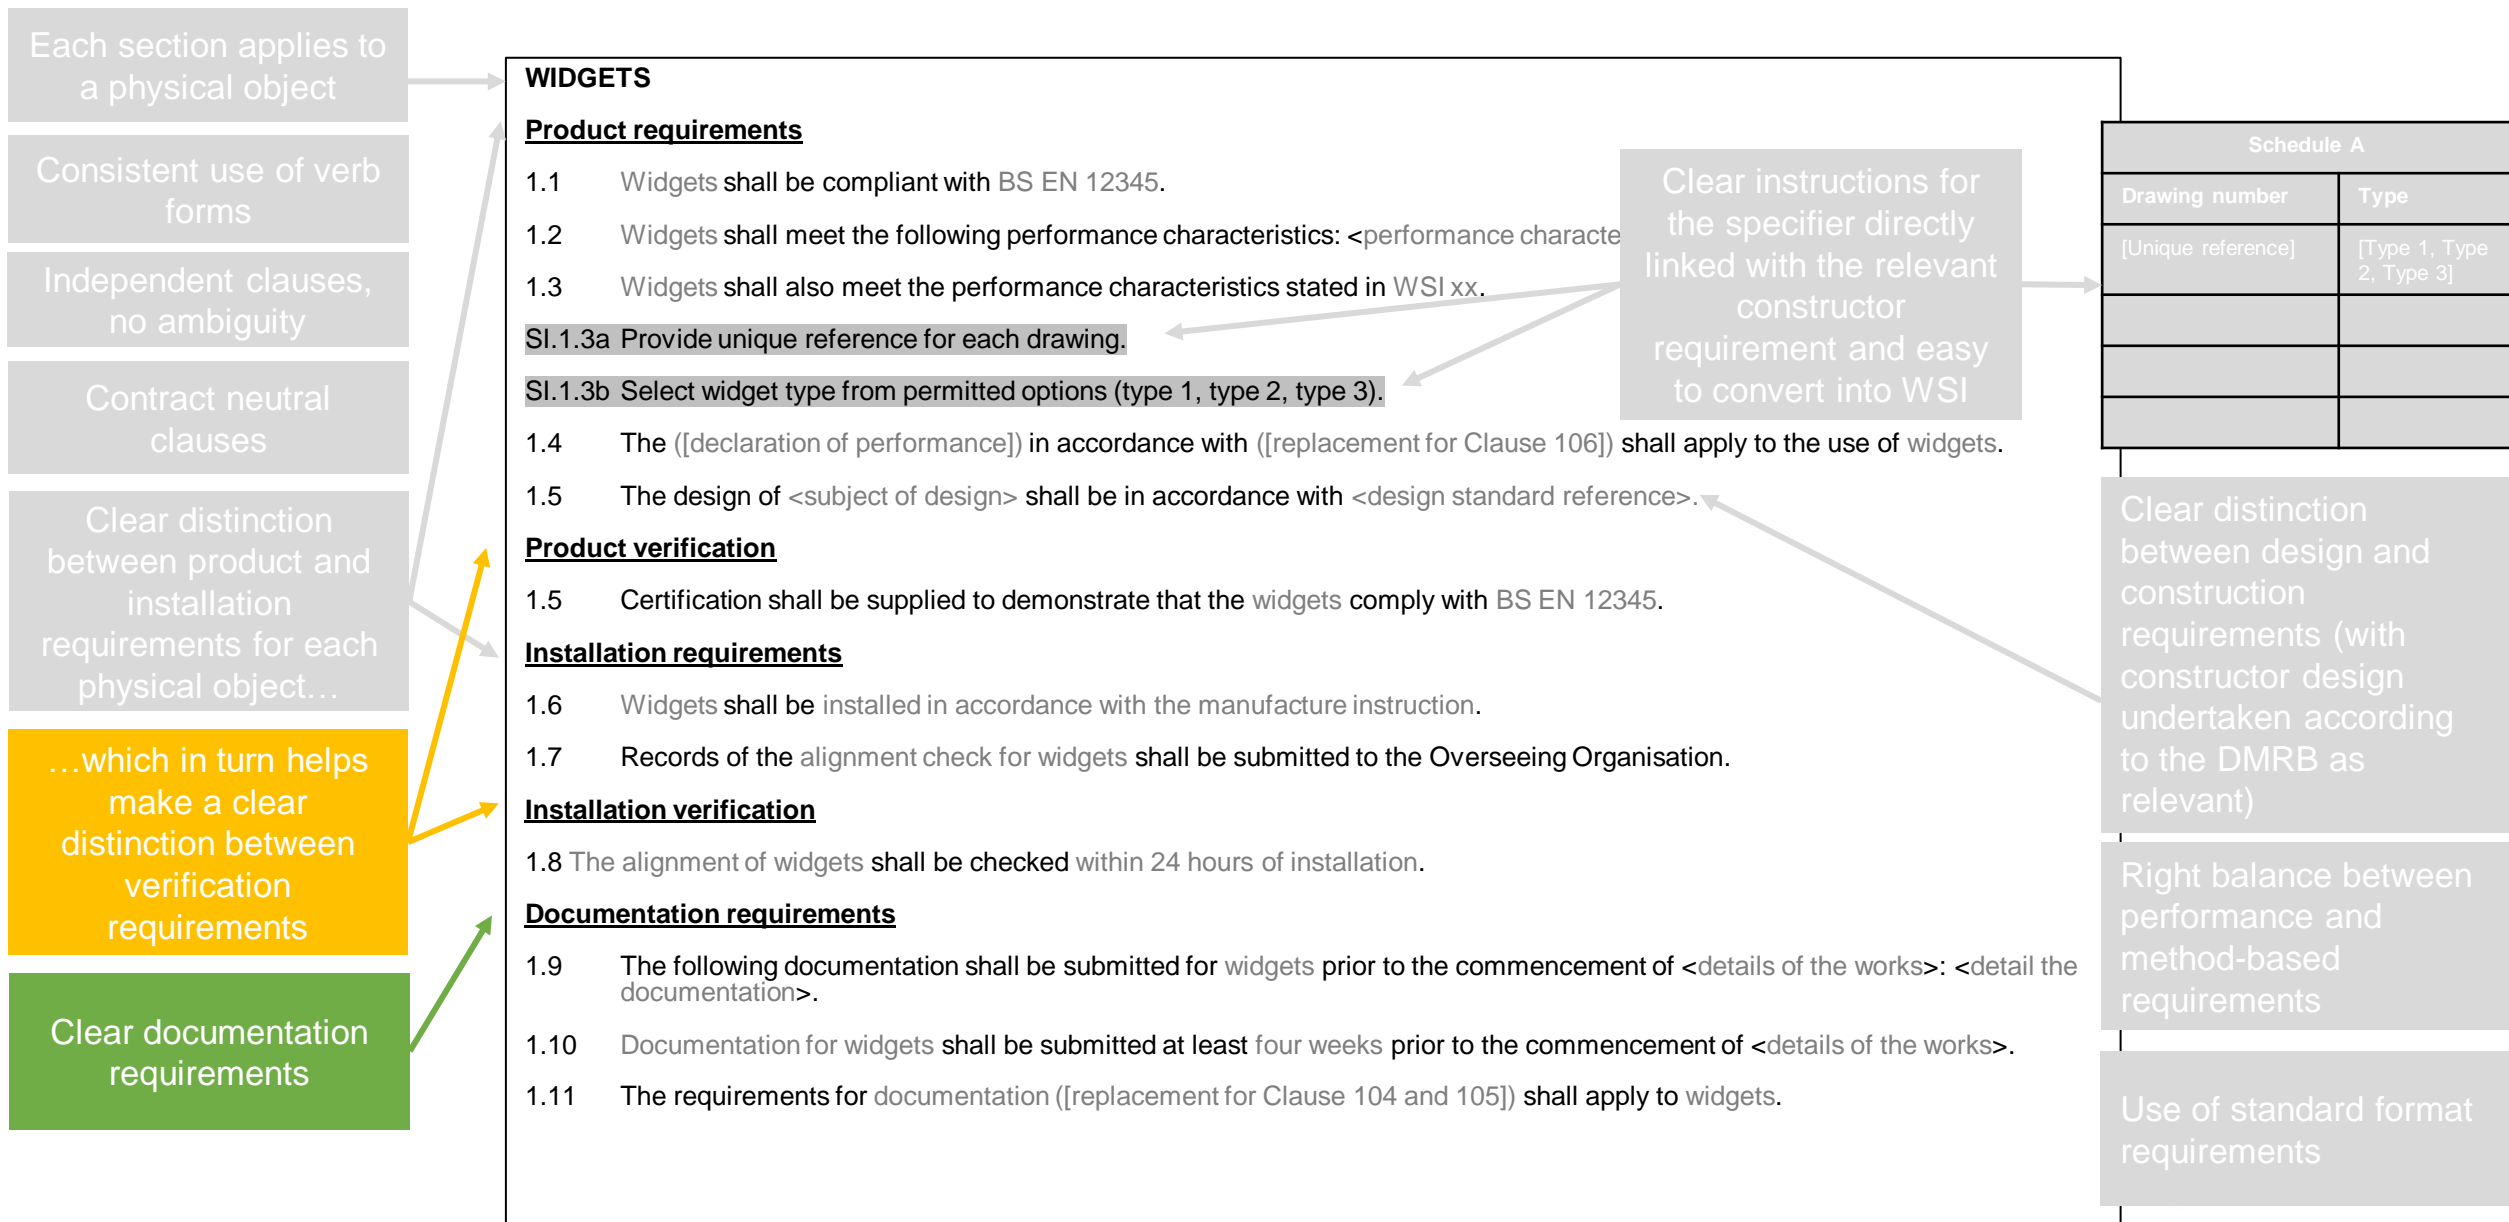 Each section applies to
a physical object
Consistent use of verb
forms
Independent clauses,
no ambiguity
Contract neutral
clauses
Clear distinction
between product and
installation
requirements for each
physical object…
…which in turn helps
make a clear
distinction between
verification
requirements
Clear documentation
requirements
WIDGETS
Product requirements
1.1 Widgets shall be compliant with BS EN 12345.
1.2 Widgets shall meet the following performance characteristics: <performance characte
1.3 Widgets shall also meet the performance characteristics stated in WSI xx.
SI.1.3a Provide unique reference for each drawing.
SI.1.3b Select widget type from permitted options (type 1, type 2, type 3).
1.4 The ([declaration of performance]) in accordance with ([replacement for Clause 106]) shall apply to the use of widgets.
1.5 The design of <subject of design> shall be in accordance with <design standard reference>.
Product verification
1.5 Certification shall be supplied to demonstrate that the widgets comply with BS EN 12345.
Installation requirements
1.6 Widgets shall be installed in accordance with the manufacture instruction.
1.7 Records of the alignment check for widgets shall be submitted to the Overseeing Organisation.
Installation verification
1.8 The alignment of widgets shall be checked within 24 hours of installation.
Documentation requirements
1.9 The following documentation shall be submitted for widgets prior to the commencement of <details of the works>: <detail the
documentation>.
1.10 Documentation for widgets shall be submitted at least four weeks prior to the commencement of <details of the works>.
1.11 The requirements for documentation ([replacement for Clause 104 and 105]) shall apply to widgets.
Clear instructions for
the specifier directly
linked with the relevant
constructor
requirement and easy
to convert into WSI
Schedule A
Drawing number Type
[Unique reference] [Type 1, Type
2, Type 3]
Clear distinction
between design and
construction
requirements (with
constructor design
undertaken according
to the DMRB as
relevant)
Right balance between
performance and
method-based
requirements
Use of standard format
requirements